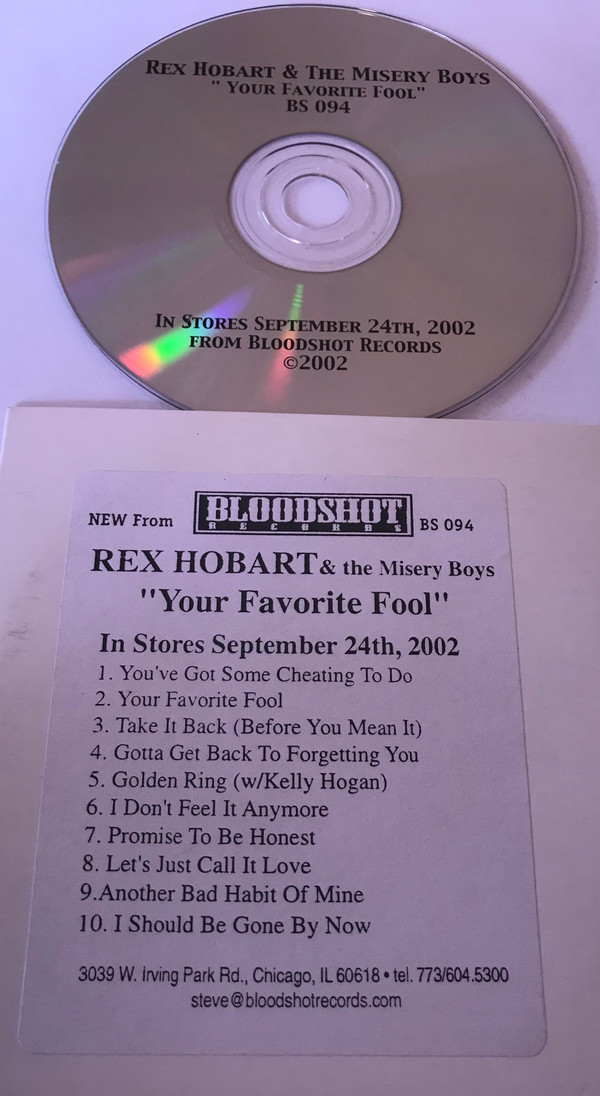 REX HOBART & THE MISERY BOYS
" YOUR FAVORITE FOOL"
BS 094
IN STORES SEPTEMBER 24TH, 2002
FROM BLOODSHOT RECORDS
©2002
NEW From BLOODSHOT RECORDS BS 094
REX HOBART & the Misery Boys
"Your Favorite Fool"
In Stores September 24th, 2002
1. You've Got Some Cheating To Do
2. Your Favorite Fool
3. Take It Back (Before You Mean It)
4. Gotta Get Back To Forgetting You
5. Golden Ring (w/Kelly Hogan)
6. I Don't Feel It Anymore
7. Promise To Be Honest
8. Let's Just Call It Love
9.Another Bad Habit Of Mine
10. I Should Be Gone By Now
3039 W. Irving Park Rd., Chicago, IL 60618 • tel. 773/604.5300
steve@bloodshotrecords.com